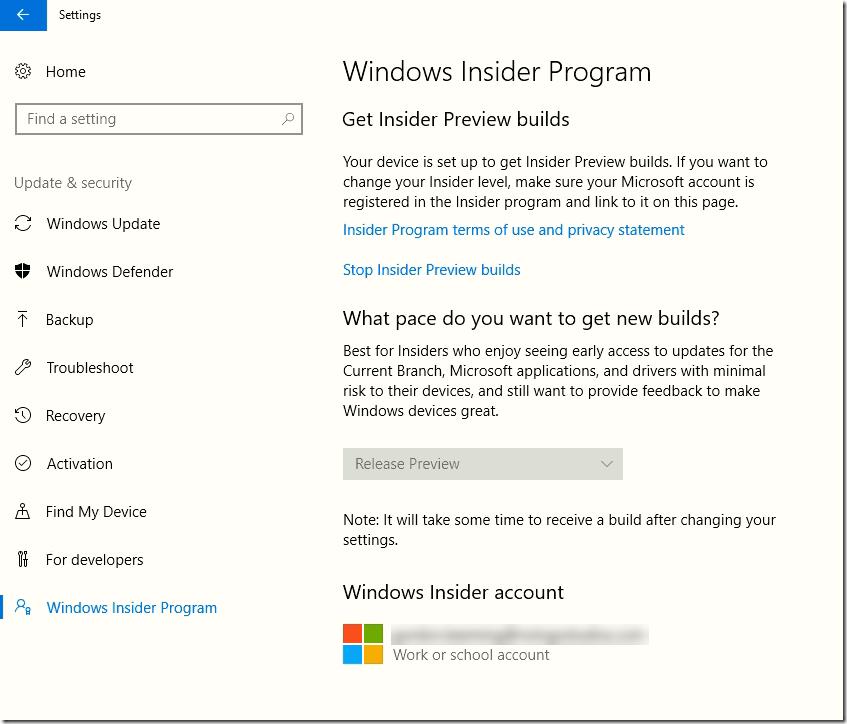 Settings
Home
Find a setting
Update & security
Windows Update
Windows Defender
Backup
Troubleshoot
Recovery
Activation
Find My Device
For developers
Windows Insider Program
Windows Insider Program
Get Insider Preview builds
Your device is set up to get Insider Preview builds. If you want to
change your Insider level, make sure your Microsoft account is
registered in the Insider program and link to it on this page.
Insider Program terms of use and privacy statement
Stop Insider Preview builds
What pace do you want to get new builds?
Best for Insiders who enjoy seeing early access to updates for the
Current Branch, Microsoft applications, and drivers with minimal
risk to their devices, and still want to provide feedback to make
Windows devices great.
Release Preview
Note: It will take some time to receive a build after changing your
settings.
Windows Insider account
Work or school account